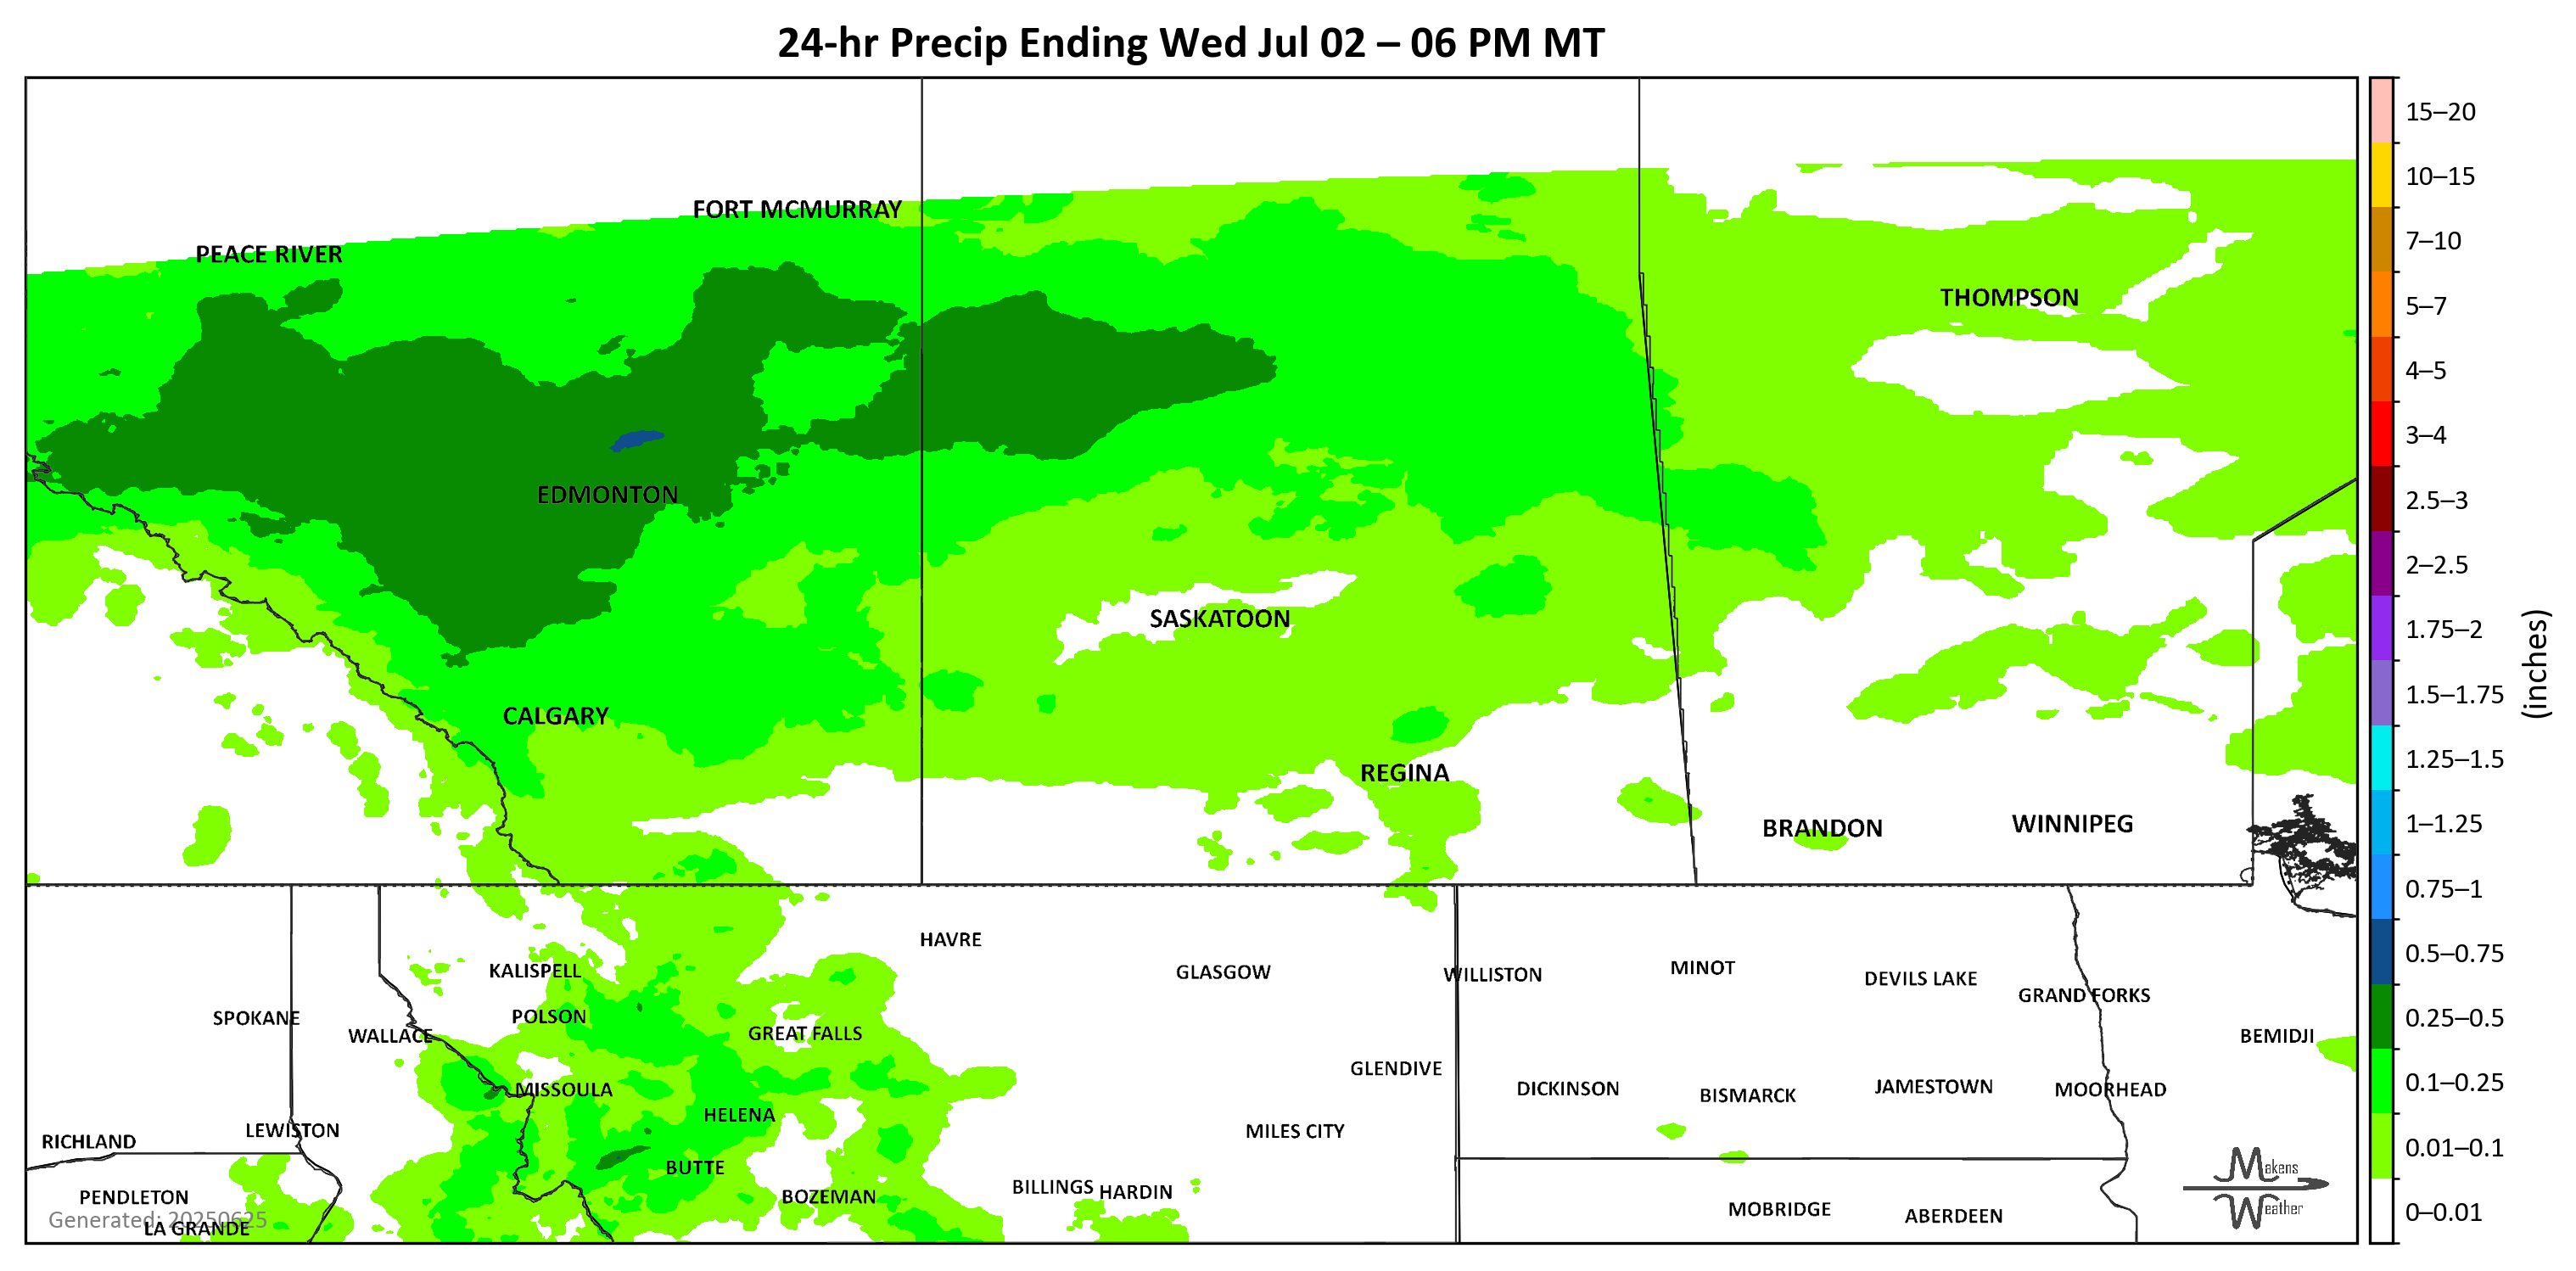 24-hr Precip Ending Wed Jul 02 – 06 PM MT
15–20
10–15
7–10
5–7
4–5
3–4
2.5–3
2–2.5
1.75–2
1.5–1.75
1.25–1.5
1–1.25
0.75–1
0.5–0.75
0.25–0.5
0.1–0.25
0.01–0.1
0–0.01
(inches)
FORT MCMURRAY
PEACE RIVER
THOMPSON
EDMONTON
SASKATOON
CALGARY
REGINA
BRANDON
WINNIPEG
HAVRE
KALISPELL
GLASGOW
WILLISTON
MINOT
DEVILS LAKE
GRAND FORKS
SPOKANE
POLSON
WALLACE
GREAT FALLS
BEMIDJI
GLENDIVE
MISSOULA
DICKINSON
BISMARCK
JAMESTOWN
MOORHEAD
HELENA
LEWISTON
RICHLAND
MILES CITY
BUTTE
PENDLETON
BOZEMAN
BILLINGS
HARDIN
MOBRIDGE
ABERDEEN
Generated: 20250625
LA GRANDE
Makens
Weather